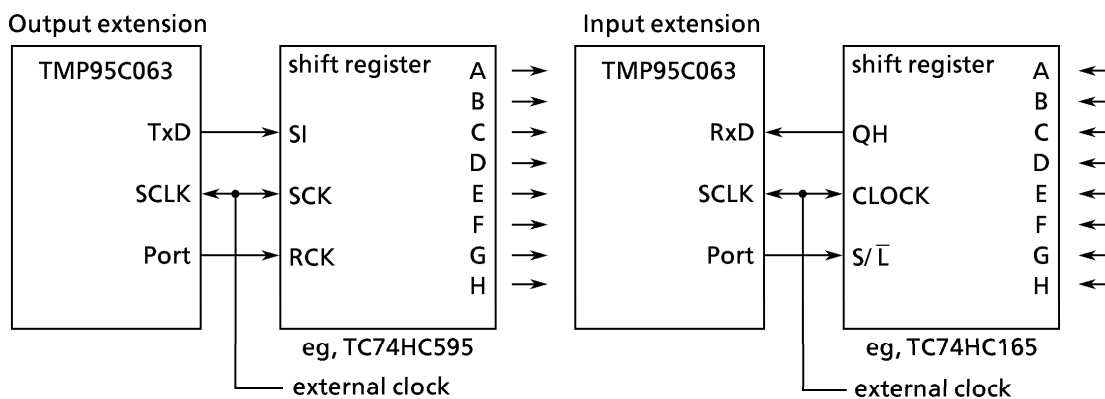 Output extension
TMP95C063
TxD
SCLK
Port
shift register
SI
SCK
RCK
A
B
C
D
E
F
G
H
eg, TC74HC595
external clock
Input extension
TMP95C063
RxD
SCLK
Port
shift register
QH
CLOCK
S/L̅
A
B
C
D
E
F
G
H
eg, TC74HC165
external clock